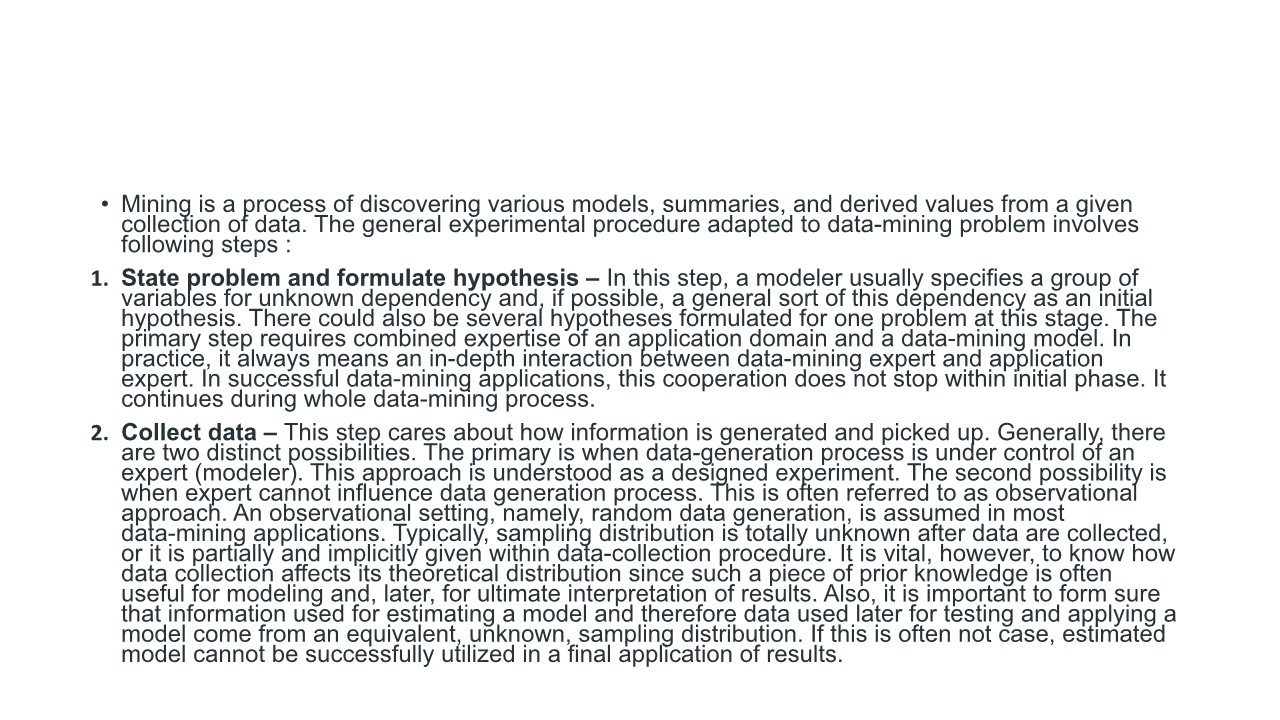 • Mining is a process of discovering various models, summaries, and derived values from a given
collection of data. The general experimental procedure adapted to data-mining problem involves
following steps :
1. State problem and formulate hypothesis – In this step, a modeler usually specifies a group of
variables for unknown dependency and, if possible, a general sort of this dependency as an initial
hypothesis. There could also be several hypotheses formulated for one problem at this stage. The
primary step requires combined expertise of an application domain and a data-mining model. In
practice, it always means an in-depth interaction between data-mining expert and application
expert. In successful data-mining applications, this cooperation does not stop within initial phase. It
continues during whole data-mining process.
2. Collect data – This step cares about how information is generated and picked up. Generally, there
are two distinct possibilities. The primary is when data-generation process is under control of an
expert (modeler). This approach is understood as a designed experiment. The second possibility is
when expert cannot influence data generation process. This is often referred to as observational
approach. An observational setting, namely, random data generation, is assumed in most
data-mining applications. Typically, sampling distribution is totally unknown after data are collected,
or it is partially and implicitly given within data-collection procedure. It is vital, however, to know how
data collection affects its theoretical distribution since such a piece of prior knowledge is often
useful for modeling and, later, for ultimate interpretation of results. Also, it is important to form sure
that information used for estimating a model and therefore data used later for testing and applying a
model come from an equivalent, unknown, sampling distribution. If this is often not case, estimated
model cannot be successfully utilized in a final application of results.